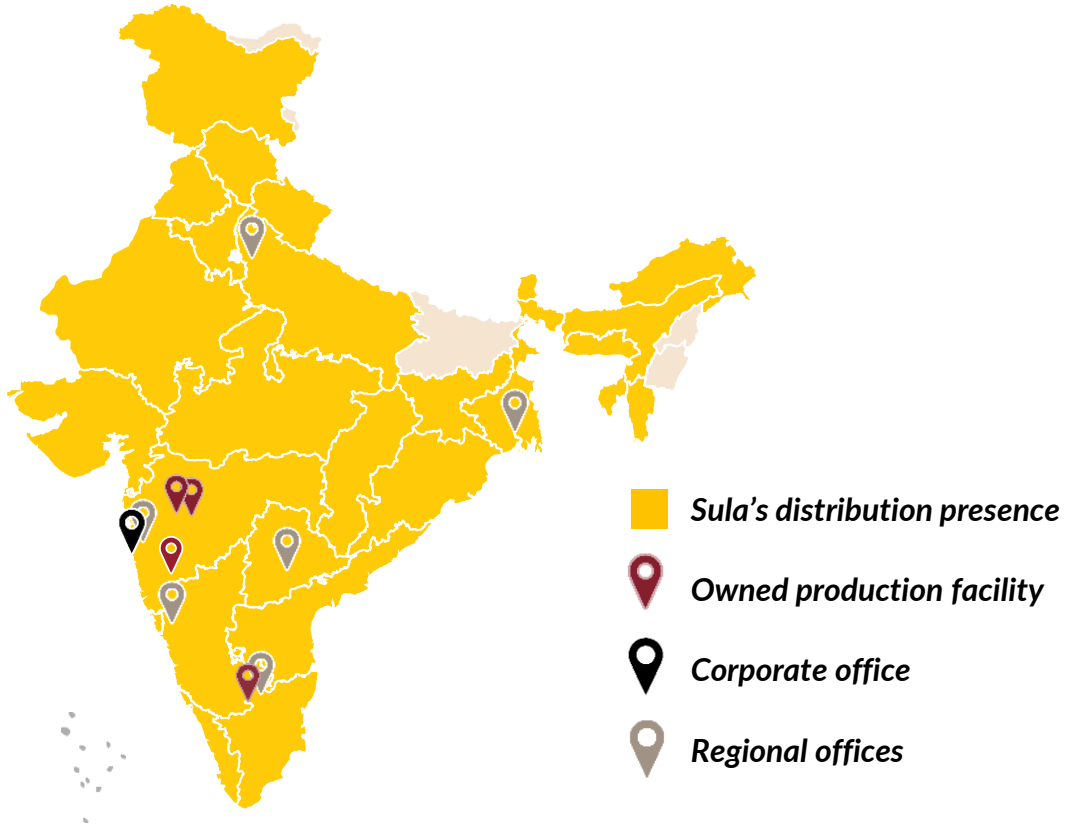 Sula’s distribution presence
Owned production facility
Corporate office
Regional offices